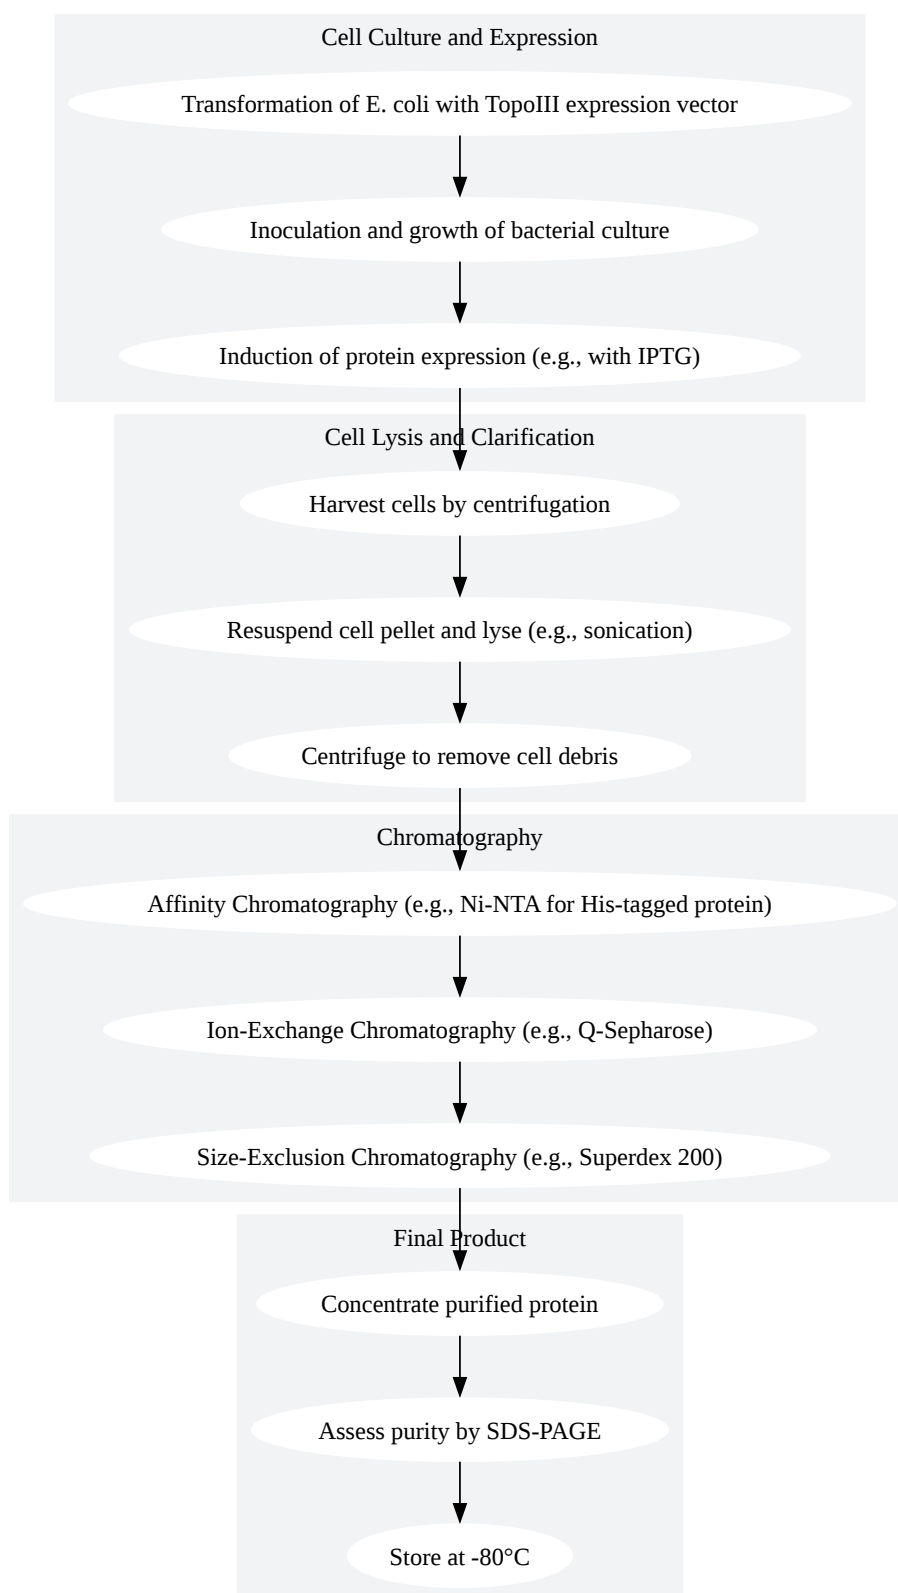 Cell Culture and Expression
Transformation of E. coli with TopoIII expression vector
Inoculation and growth of bacterial culture
Induction of protein expression (e.g., with IPTG)
Cell Lysis and Clarification
Harvest cells by centrifugation
Resuspend cell pellet and lyse (e.g., sonication)
Centrifuge to remove cell debris
Chromatography
Affinity Chromatography (e.g., Ni-NTA for His-tagged protein)
Ion-Exchange Chromatography (e.g., Q-Sepharose)
Size-Exclusion Chromatography (e.g., Superdex 200)
Final Product
Concentrate purified protein
Assess purity by SDS-PAGE
Store at -80°C